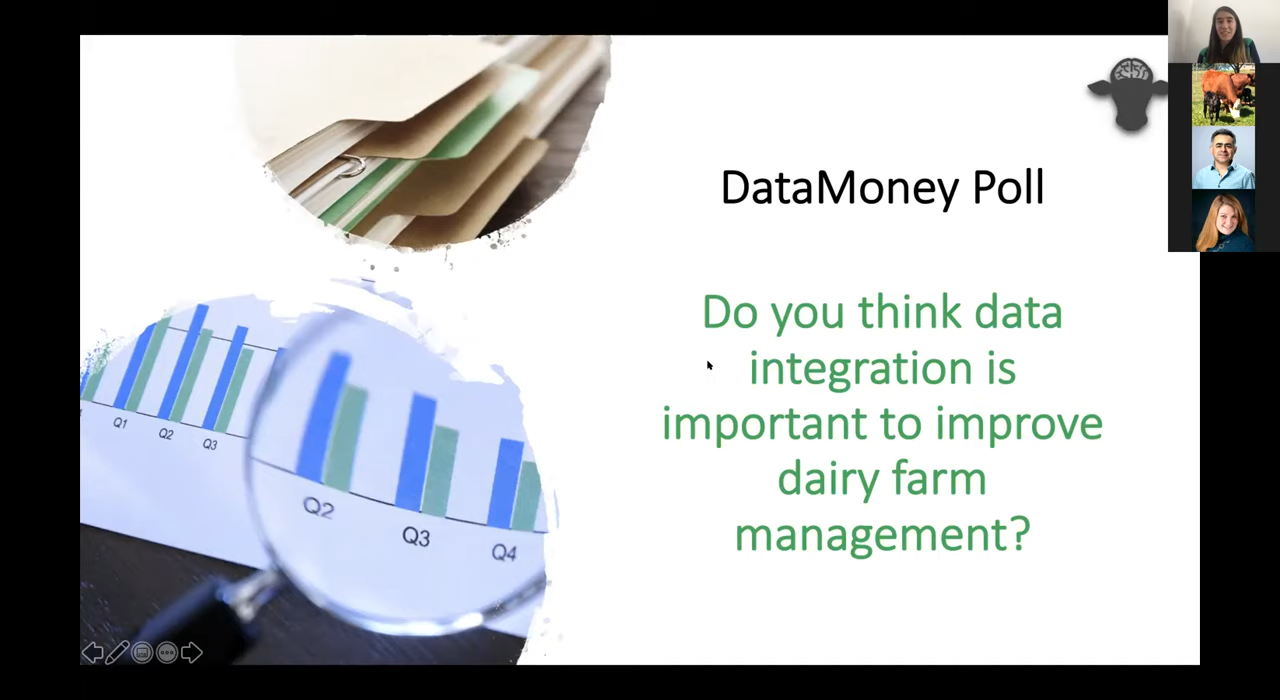 DataMoney Poll
Do you think data
integration is
important to improve
dairy farm
management?
Q1
Q2
Q3
Q2
Q3
Q4